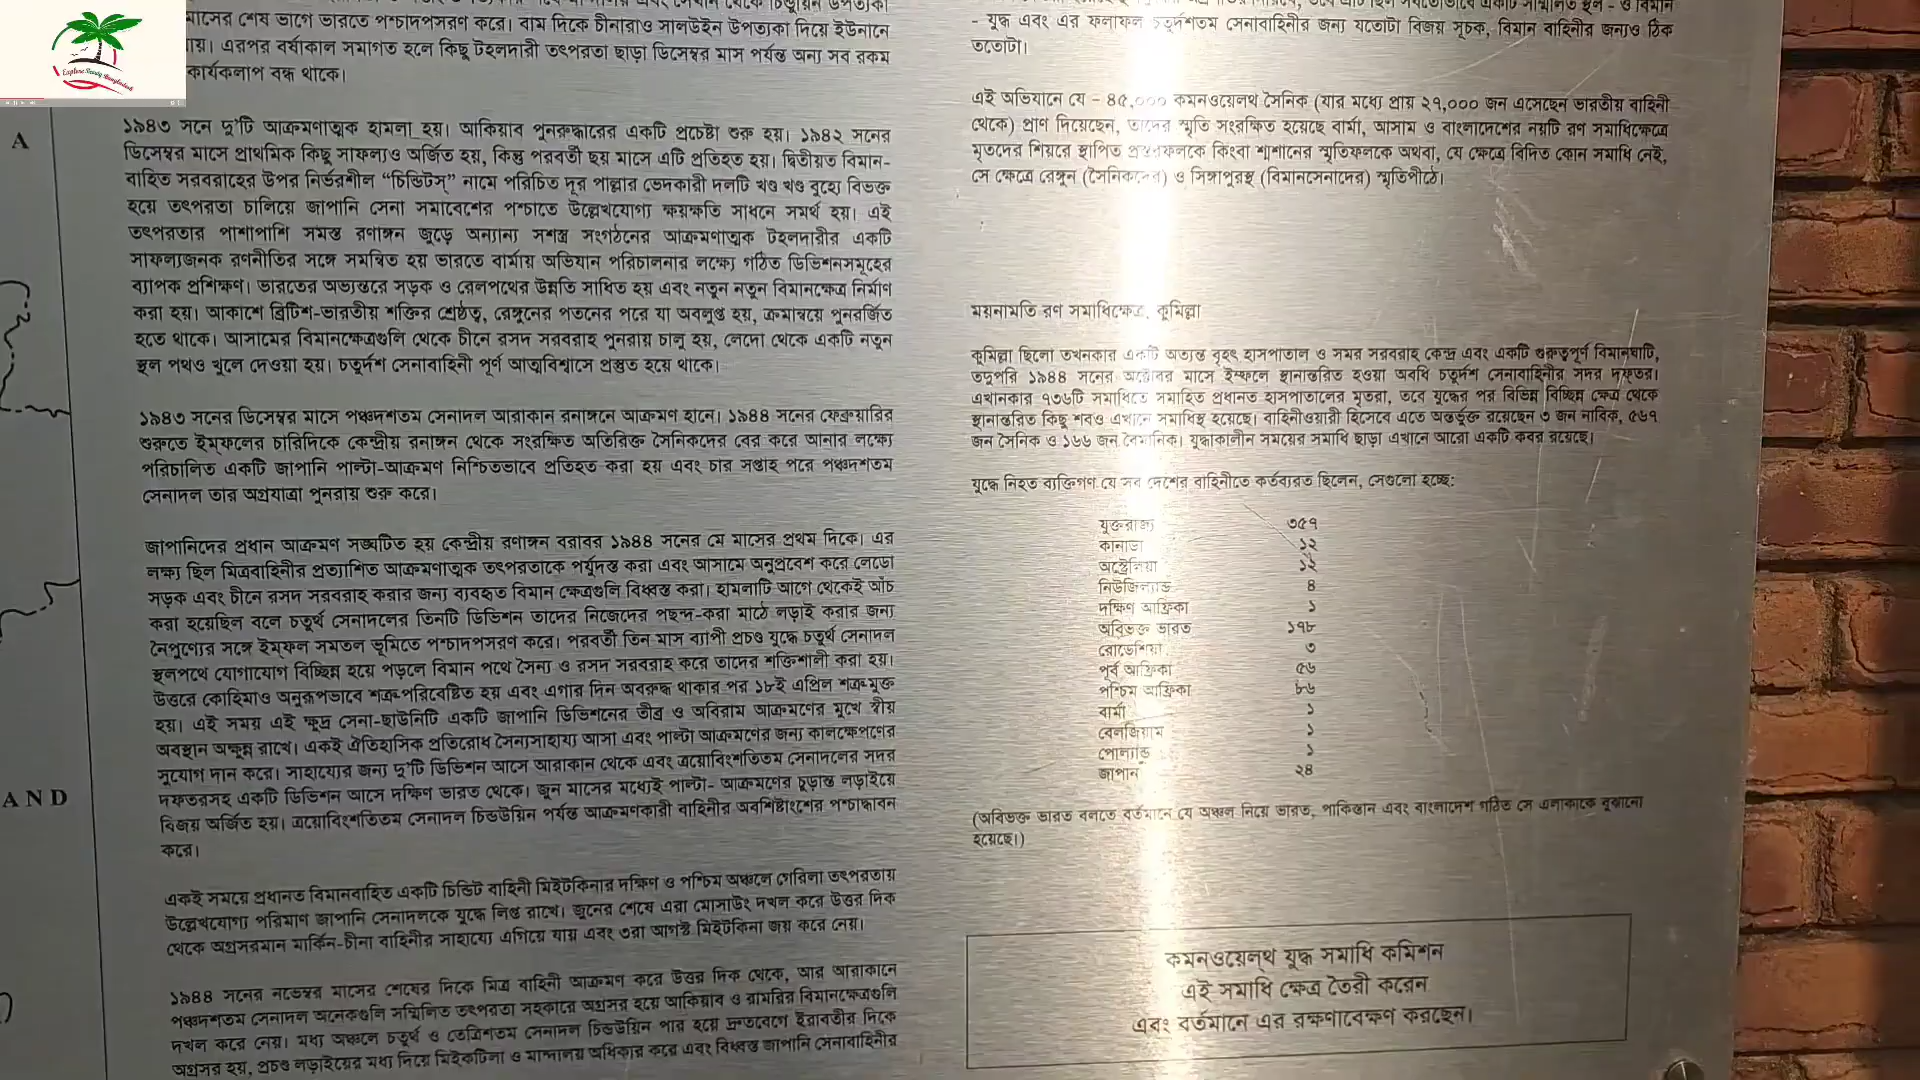 মাসের শেষ ভাগে ভারতে পশ্চাদপসরণ করে। বাম দিকে চীনারাও সালউইন উপত্যকা দিয়ে ইউনানে
যায়। এরপর বর্ষাকাল সমাগত হলে কিছু টহলদারী তৎপরতা ছাড়া ডিসেম্বর মাস পর্যন্ত অন্য সব রকম
কার্যকলাপ বন্ধ থাকে।
১৯৪৩ সনে দু'টি আক্রমণাত্মক হামলা হয়। আকিয়াব পুনরুদ্ধারের একটি প্রচেষ্টা শুরু হয়। ১৯৪২ সনের
ডিসেম্বর মাসে প্রাথমিক কিছু সাফল্যও অর্জিত হয়, কিন্তু পরবর্তী ছয় মাসে এটি প্রতিহত হয়। দ্বিতীয়ত বিমান-
বাহিত সরবরাহের উপর নির্ভরশীল “চিন্ডিটস্” নামে পরিচিত দূর পাল্লার ভেদকারী দলটি খণ্ড খণ্ড বূহ্যে বিভক্ত
হয়ে তৎপরতা চালিয়ে জাপানি সেনা সমাবেশের পশ্চাতে উল্লেখযোগ্য ক্ষয়ক্ষতি সাধনে সমর্থ হয়। এই
তৎপরতার পাশাপাশি সমস্ত রণাঙ্গন জুড়ে অন্যান্য সশস্ত্র সংগঠনের আক্রমণাত্মক টহলদারীর একটি
সাফল্যজনক রণনীতির সঙ্গে সমন্বিত হয় ভারতে বার্মায় অভিযান পরিচালনার লক্ষ্যে গঠিত ডিভিশনসমূহের
ব্যাপক প্রশিক্ষণ। ভারতের অভ্যন্তরে সড়ক ও রেলপথের উন্নতি সাধিত হয় এবং নতুন নতুন বিমানক্ষেত্র নির্মাণ
করা হয়। আকাশে ব্রিটিশ-ভারতীয় শক্তির শ্রেষ্ঠত্ব, রেঙ্গুনের পতনের পরে যা অবলুপ্ত হয়, ক্রমান্বয়ে পুনরর্জিত
হতে থাকে। আসামের বিমানক্ষেত্রগুলি থেকে চীনে রসদ সরবরাহ পুনরায় চালু হয়, লেদো থেকে একটি নতুন
স্থল পথও খুলে দেওয়া হয়। চতুর্দশ সেনাবাহিনী পূর্ণ আত্মবিশ্বাসে প্রস্তুত হয়ে থাকে।
১৯৪৩ সনের ডিসেম্বর মাসে পঞ্চদশতম সেনাদল আরাকান রনাঙ্গনে আক্রমণ হানে। ১৯৪৪ সনের ফেব্রুয়ারির
শুরুতে ইম্ফলের চারিদিকে কেন্দ্রীয় রনাঙ্গন থেকে সংরক্ষিত অতিরিক্ত সৈনিকদের বের করে আনার লক্ষ্যে
পরিচালিত একটি জাপানি পাল্টা-আক্রমণ নিশ্চিতভাবে প্রতিহত করা হয় এবং চার সপ্তাহ পরে পঞ্চদশতম
সেনাদল তার অগ্রযাত্রা পুনরায় শুরু করে।
জাপানিদের প্রধান আক্রমণ সঙ্ঘটিত হয় কেন্দ্রীয় রণাঙ্গন বরাবর ১৯৪৪ সনের মে মাসের প্রথম দিকে। এর
লক্ষ্য ছিল মিত্রবাহিনীর প্রত্যাশিত আক্রমণাত্মক তৎপরতাকে পর্যুদস্ত করা এবং আসামে অনুপ্রবেশ করে লেডো
সড়ক এবং চীনে রসদ সরবরাহ করার জন্য ব্যবহৃত বিমান ক্ষেত্রগুলি বিধ্বস্ত করা। হামলাটি আগে থেকেই আঁচ
করা হয়েছিল বলে চতুর্থ সেনাদলের তিনটি ডিভিশন তাদের নিজেদের পছন্দ-করা মাঠে লড়াই করার জন্য
নৈপুণ্যের সঙ্গে ইম্ফল সমতল ভূমিতে পশ্চাদপসরণ করে। পরবর্তী তিন মাস ব্যাপী প্রচণ্ড যুদ্ধে চতুর্থ সেনাদল
স্থলপথে যোগাযোগ বিচ্ছিন্ন হয়ে পড়লে বিমান পথে সৈন্য ও রসদ সরবরাহ করে তাদের শক্তিশালী করা হয়।
উত্তরে কোহিমাও অনুরূপভাবে শত্রু-পরিবেষ্টিত হয় এবং এগার দিন অবরুদ্ধ থাকার পর ১৮ই এপ্রিল শত্রু-মুক্ত
হয়। এই সময় এই ক্ষুদ্র সেনা-ছাউনিটি একটি জাপানি ডিভিশনের তীব্র ও অবিরাম আক্রমণের মুখে স্বীয়
অবস্থান অক্ষুন্ন রাখে। একই ঐতিহাসিক প্রতিরোধ সৈন্যসাহায্য আসা এবং পাল্টা আক্রমণের জন্য কালক্ষেপণের
সুযোগ দান করে। সাহায্যের জন্য দু'টি ডিভিশন আসে আরাকান থেকে এবং ত্রয়োবিংশতিতম সেনাদলের সদর
দফতরসহ একটি ডিভিশন আসে দক্ষিণ ভারত থেকে। জুন মাসের মধ্যেই পাল্টা- আক্রমণের চূড়ান্ত লড়াইয়ে
বিজয় অর্জিত হয়। ত্রয়োবিংশতিতম সেনাদল চিন্ডউয়িন পর্যন্ত আক্রমণকারী বাহিনীর অবশিষ্টাংশের পশ্চাদ্ধাবন
করে।
একই সময়ে প্রধানত বিমানবাহিত একটি চিন্ডিট বাহিনী মিইটকিনার দক্ষিণ ও পশ্চিম অঞ্চলে গেরিলা তৎপরতায়
উল্লেখযোগ্য পরিমাণ জাপানি সেনাদলকে যুদ্ধে লিপ্ত রাখে। জুনের শেষে এরা মোসাউং দখল করে উত্তর দিক
থেকে অগ্রসরমান মার্কিন-চীনা বাহিনীর সাহায্যে এগিয়ে যায় এবং ৩রা আগস্ট মিইটকিনা জয় করে নেয়।
১৯৪৪ সনের নভেম্বর মাসের শেষের দিকে মিত্র বাহিনী আক্রমণ করে উত্তর দিক থেকে, আর আরাকানে
পঞ্চদশতম সেনাদল অনেকগুলি সম্মিলিত তৎপরতা সহকারে অগ্রসর হয়ে আকিয়াব ও রামরির বিমানক্ষেত্রগুলি
দখল করে নেয়। মধ্য অঞ্চলে চতুর্থ ও তেত্রিশতম সেনাদল চিন্ডউয়িন পার হয়ে দ্রুতবেগে ইরাবতীর দিকে
অগ্রসর হয়, প্রচণ্ড লড়াইয়ের মধ্য দিয়ে মিইকটিলা ও মান্দালয় অধিকার করে এবং বিধ্বস্ত জাপানি সেনাবাহিনীর
- যুদ্ধ এবং এর ফলাফল চতুর্দশতম সেনাবাহিনীর জন্য যতোটা বিজয় সূচক, বিমান বাহিনীর জন্যও ঠিক
ততোটা।
এই অভিযানে যে - ৪৫,০০০ কমনওয়েলথ সৈনিক (যার মধ্যে প্রায় ২৭,০০০ জন এসেছেন ভারতীয় বাহিনী
থেকে) প্রাণ দিয়েছেন, তাদের স্মৃতি সংরক্ষিত হয়েছে বার্মা, আসাম ও বাংলাদেশের নয়টি রণ সমাধিক্ষেত্রে
মৃতদের শিয়রে স্থাপিত প্রস্তরফলকে কিংবা শ্মশানের স্মৃতিফলকে অথবা, যে ক্ষেত্রে বিদিত কোন সমাধি নেই,
সে ক্ষেত্রে রেঙ্গুন (সৈনিকদের) ও সিঙ্গাপুরস্থ (বিমানসেনাদের) স্মৃতিপীঠে।
ময়নামতি রণ সমাধিক্ষেত্র, কুমিল্লা
কুমিল্লা ছিলো তখনকার একটি অত্যন্ত বৃহৎ হাসপাতাল ও সমর সরবরাহ কেন্দ্র এবং একটি গুরুত্বপূর্ণ বিমানঘাটি,
তদুপরি ১৯৪৪ সনের অক্টোবর মাসে ইম্ফলে স্থানান্তরিত হওয়া অবধি চতুর্দশ সেনাবাহিনীর সদর দফতর।
এখানকার ৭৩৬টি সমাধিতে সমাহিত প্রধানত হাসপাতালের মৃতরা, তবে যুদ্ধের পর বিভিন্ন বিচ্ছিন্ন ক্ষেত্র থেকে
স্থানান্তরিত কিছু শবও এখানে সমাধিস্থ হয়েছে। বাহিনীওয়ারী হিসেবে এতে অন্তর্ভূক্ত রয়েছেন ৩ জন নাবিক, ৫৬৭
জন সৈনিক ও ১৬৬ জন বৈমানিক। যুদ্ধকালীন সময়ের সমাধি ছাড়া এখানে আরো একটি কবর রয়েছে।
যুদ্ধে নিহত ব্যক্তিগণ যে সব দেশের বাহিনীতে কর্তব্যরত ছিলেন, সেগুলো হচ্ছে:
যুক্তরাজ্য ৩৫৭
কানাডা ১২
অস্ট্রেলিয়া ১২
নিউজিল্যান্ড ৪
দক্ষিণ আফ্রিকা ১
অবিভক্ত ভারত ১৭৮
রোডেশিয়া ৩
পূর্ব আফ্রিকা ৫৬
পশ্চিম আফ্রিকা ৮৬
বার্মা ১
বেলজিয়াম ১
পোল্যান্ড ১
জাপান ২৪
(অবিভক্ত ভারত বলতে বর্তমানে যে অঞ্চল নিয়ে ভারত, পাকিস্তান এবং বাংলাদেশ গঠিত সে এলাকাকে বুঝানো
হয়েছে।)
কমনওয়েল্থ যুদ্ধ সমাধি কমিশন
এই সমাধি ক্ষেত্র তৈরী করেন
এবং বর্তমানে এর রক্ষণাবেক্ষণ করছেন।
A
AND